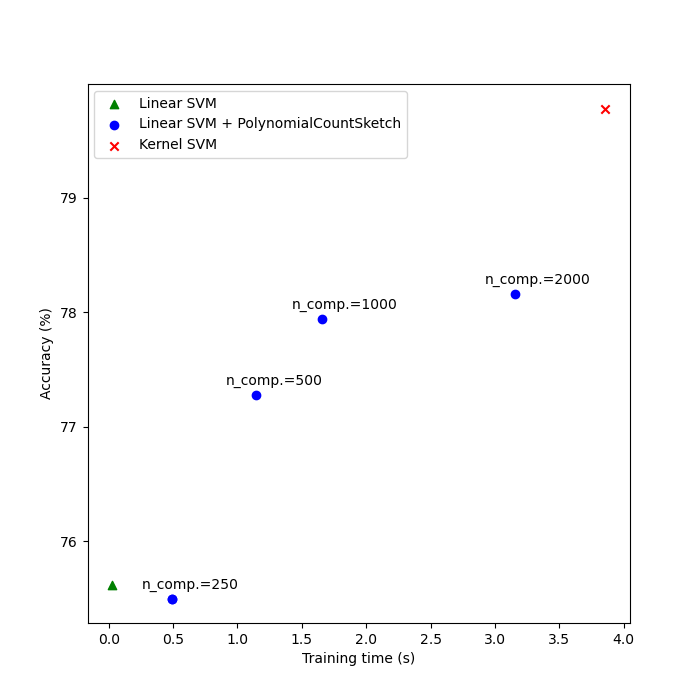 Linear SVM
Linear SVM + PolynomialCountSketch
Kernel SVM
79
78
77
76
Accuracy (%)
n_comp.=2000
n_comp.=1000
n_comp.=500
n_comp.=250
0.0 0.5 1.0 1.5 2.0 2.5 3.0 3.5 4.0
Training time (s)